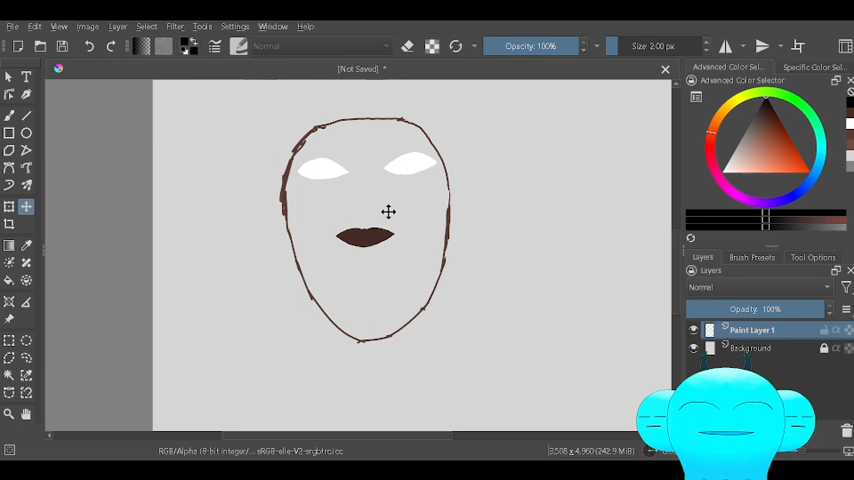 File Edit View Image Layer Select Filter Tools Settings Window Help
Normal Opacity: 100% Size: 2.00 px
[Not Saved] *
Advanced Color Sel... Specific Color Sel...
Advanced Color Selector
Layers Brush Presets Tool Options
Layers
Normal
Opacity: 100%
Paint Layer 1
Background
RGB/Alpha (8-bit integer/... sRGB-elle-V2-srgbtrc.icc 3,508 x 4,960 (242.9 MiB)